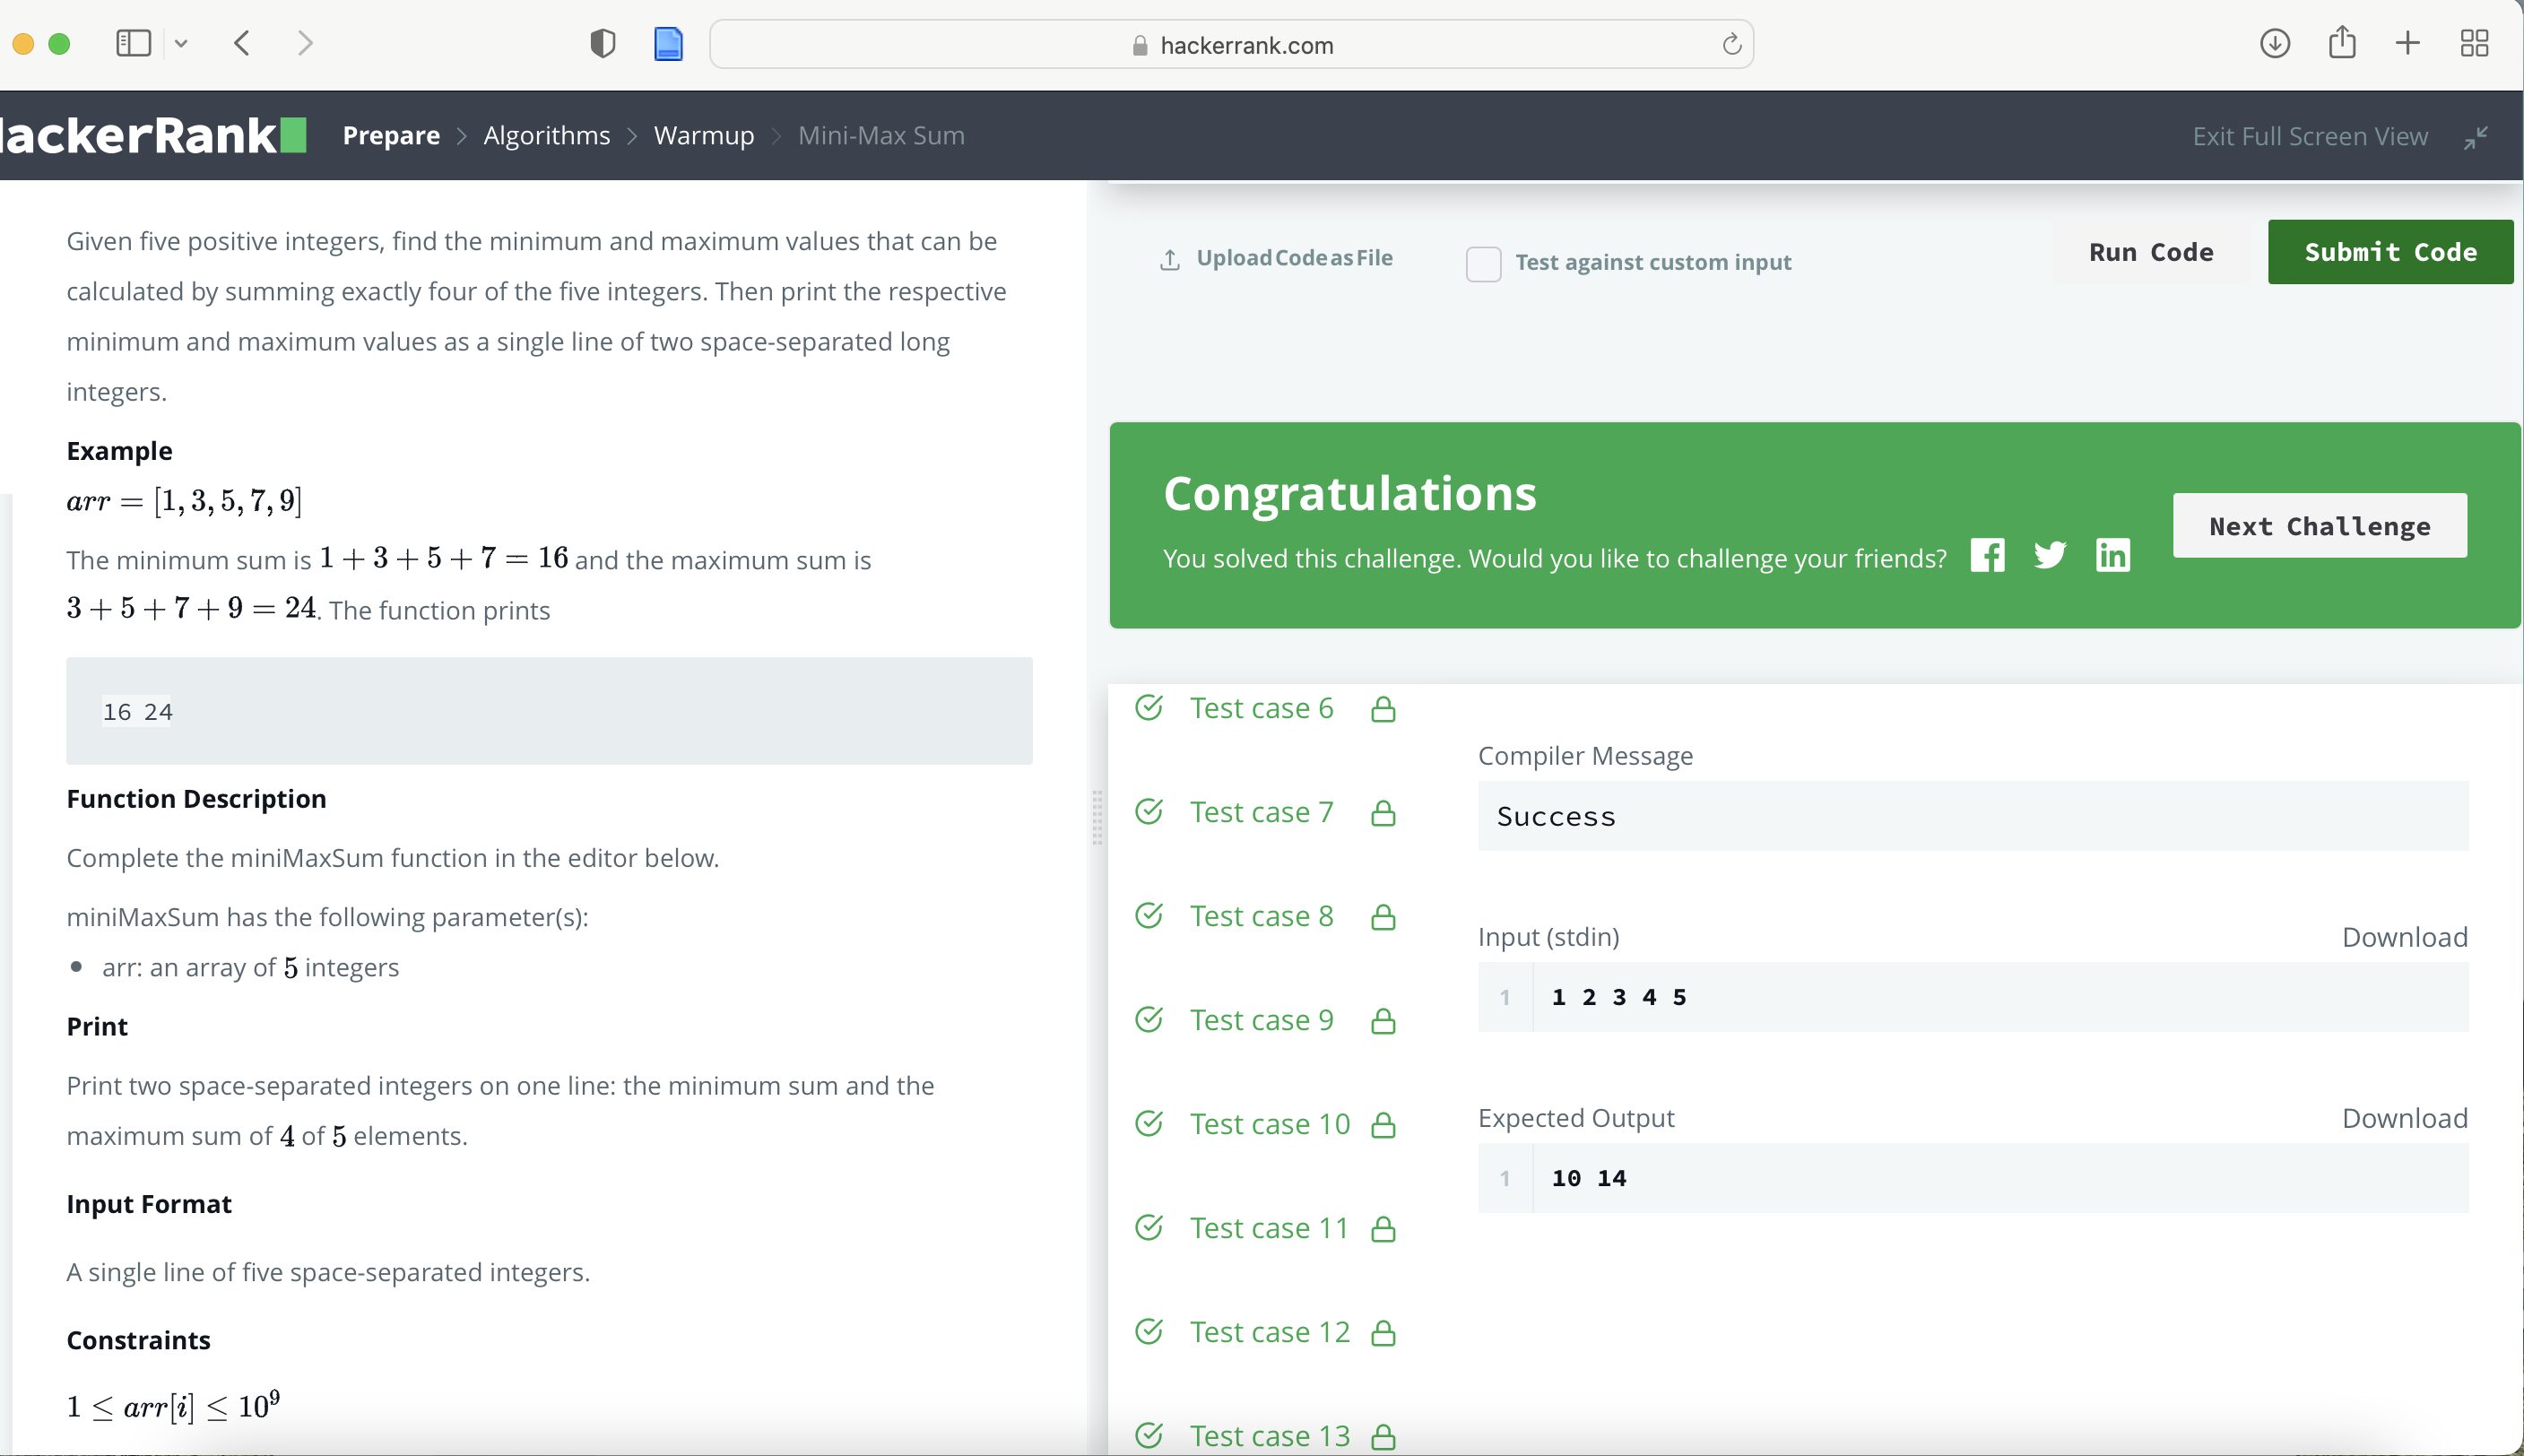 hackerrank.com
ackerRank
Prepare > Algorithms > Warmup > Mini-Max Sum
Exit Full Screen View
Given five positive integers, find the minimum and maximum values that can be
calculated by summing exactly four of the five integers. Then print the respective
minimum and maximum values as a single line of two space-separated long
integers.
Example
arr = [1, 3, 5, 7, 9]
The minimum sum is 1 + 3 + 5 + 7 = 16 and the maximum sum is
3 + 5 + 7 + 9 = 24. The function prints
16 24
Function Description
Complete the miniMaxSum function in the editor below.
miniMaxSum has the following parameter(s):
• arr: an array of 5 integers
Print
Print two space-separated integers on one line: the minimum sum and the
maximum sum of 4 of 5 elements.
Input Format
A single line of five space-separated integers.
Constraints
1 ≤ arr[i] ≤ 10⁹
Upload Code as File
Test against custom input
Run Code
Submit Code
Congratulations
You solved this challenge. Would you like to challenge your friends?
Next Challenge
Test case 6
Test case 7
Test case 8
Test case 9
Test case 10
Test case 11
Test case 12
Test case 13
Compiler Message
Success
Input (stdin)
Download
1 1 2 3 4 5
Expected Output
Download
1 10 14